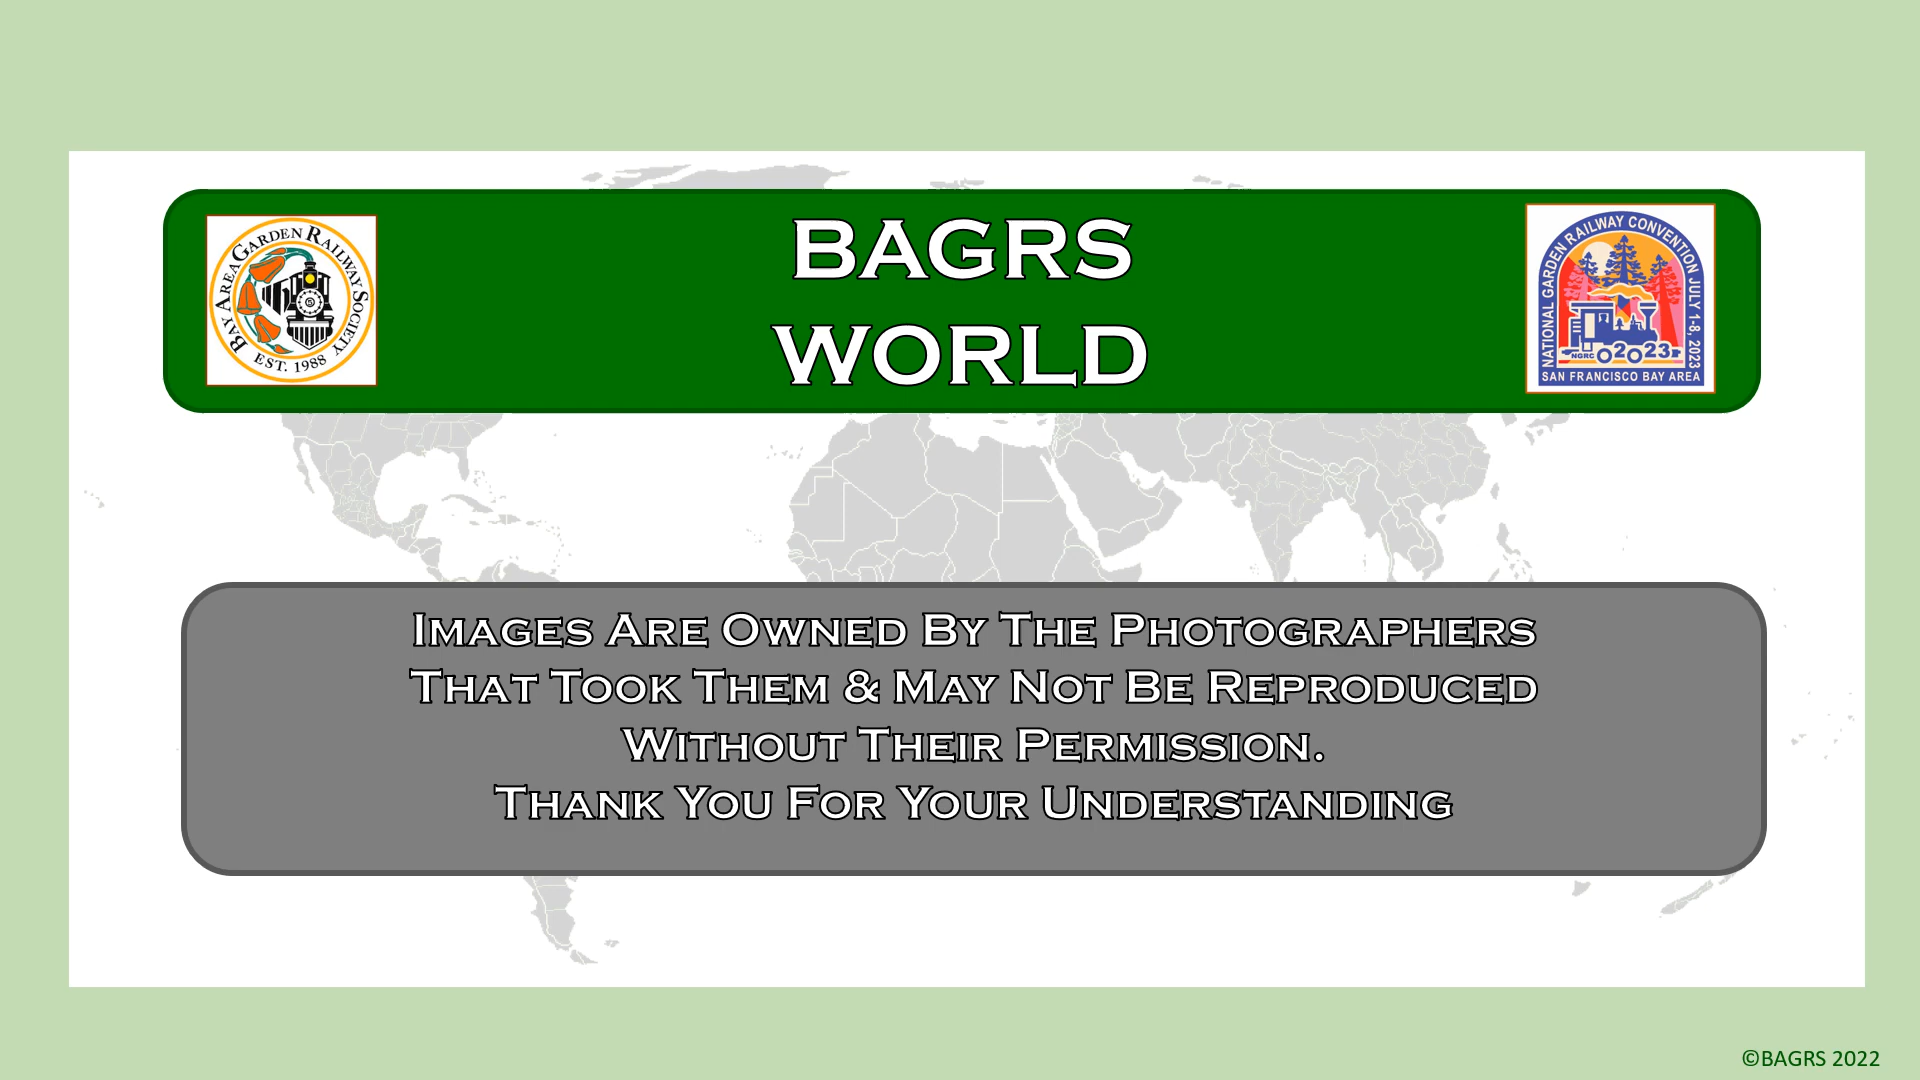 BAGRS
WORLD
BAY AREA GARDEN RAILWAY SOCIETY
EST. 1988
5
NATIONAL GARDEN RAILWAY CONVENTION JULY 1-8, 2023
NGRC 2023
SAN FRANCISCO BAY AREA
IMAGES ARE OWNED BY THE PHOTOGRAPHERS
THAT TOOK THEM & MAY NOT BE REPRODUCED
WITHOUT THEIR PERMISSION.
THANK YOU FOR YOUR UNDERSTANDING
©BAGRS 2022